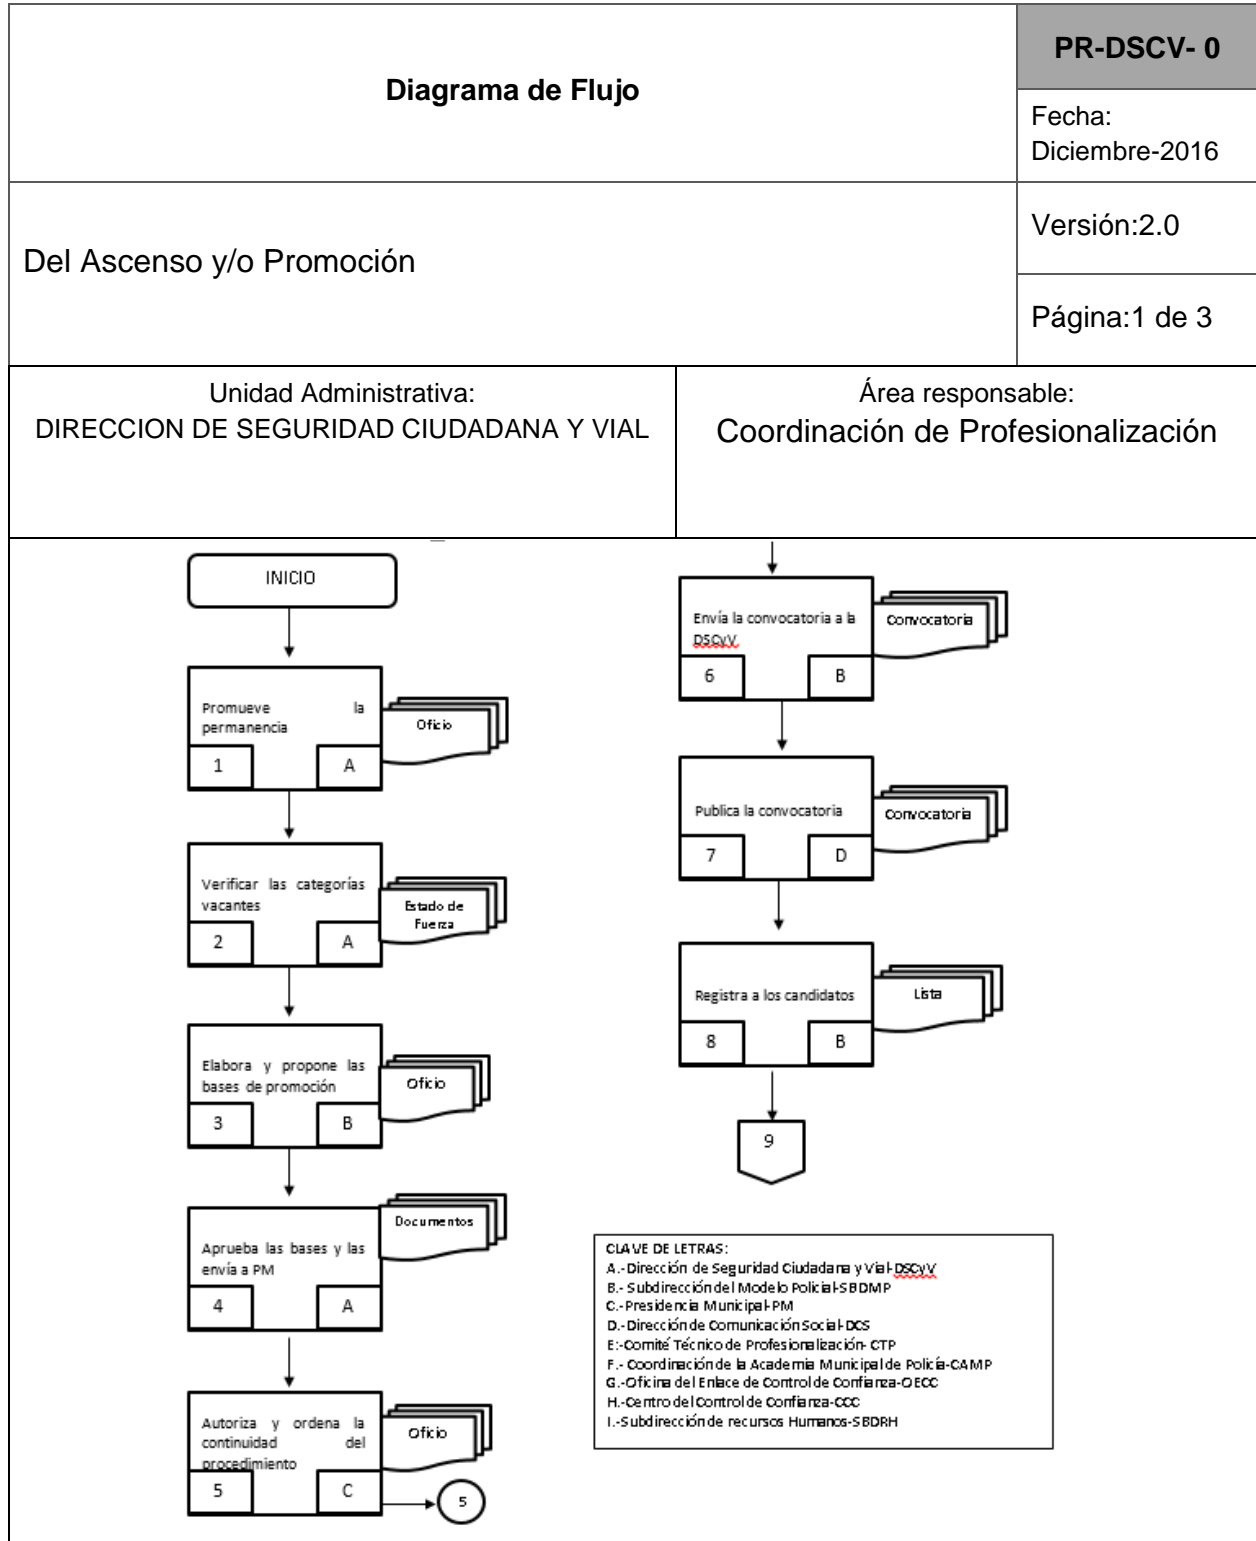 Diagrama de Flujo
PR-DSCV- 0
Fecha:
Diciembre-2016
Del Ascenso y/o Promoción
Versión:2.0
Página:1 de 3
Unidad Administrativa:
DIRECCION DE SEGURIDAD CIUDADANA Y VIAL
Área responsable:
Coordinación de Profesionalización
INICIO
Promueve la
permanencia
1 A
Oficio
Verificar las categorías
vacantes
2 A
Estado de
Fuerza
Elabora y propone las
bases de promoción
3 B
Oficio
Aprueba las bases y las
envía a PM
4 A
Documentos
Autoriza y ordena la
continuidad del
procedimiento
5 C
Oficio
5
Envía la convocatoria a la
DSCyV
6 B
Convocatoria
Publica la convocatoria
7 D
Convocatoria
Registra a los candidatos
8 B
Lista
9
CLAVE DE LETRAS:
A.-Dirección de Seguridad Ciudadana y Vial-DSCyV
B.- Subdirección del Modelo Policial-SBDMP
C.-Presidencia Municipal-PM
D.-Dirección de Comunicación Social-DCS
E:-Comité Técnico de Profesionalización- CTP
F.- Coordinación de la Academia Municipal de Policía-CAMP
G.-Oficina del Enlace de Control de Confianza-OECC
H.-Centro del Control de Confianza-CCC
I.-Subdirección de recursos Humanos-SBDRH